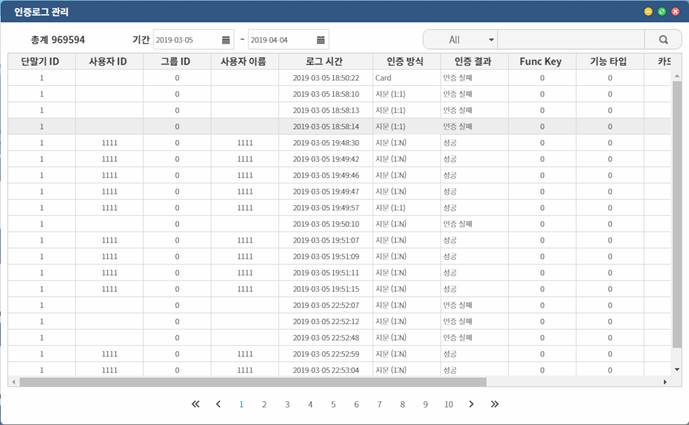 인증로그 관리
총계 969594 기간 2019-03-05 ~ 2019-04-04 All
단말기 ID 사용자 ID 그룹 ID 사용자 이름 로그 시간 인증 방식 인증 결과 Func Key 기능 타입 카드
1 0 2019-03-05 18:50:22 Card 인증 실패 0 0
1 0 2019-03-05 18:58:10 지문 (1:1) 인증 실패 0 0
1 0 2019-03-05 18:58:13 지문 (1:1) 인증 실패 0 0
1 0 2019-03-05 18:58:14 지문 (1:1) 인증 실패 0 0
1 1111 0 1111 2019-03-05 19:48:30 지문 (1:N) 성공 0 0
1 1111 0 1111 2019-03-05 19:49:42 지문 (1:N) 성공 0 0
1 1111 0 1111 2019-03-05 19:49:46 지문 (1:N) 성공 0 0
1 1111 0 1111 2019-03-05 19:49:47 지문 (1:N) 성공 0 0
1 1111 0 1111 2019-03-05 19:49:57 지문 (1:1) 성공 0 0
1 0 2019-03-05 19:50:10 지문 (1:N) 인증 실패 0 0
1 1111 0 1111 2019-03-05 19:51:07 지문 (1:N) 성공 0 0
1 1111 0 1111 2019-03-05 19:51:09 지문 (1:N) 성공 0 0
1 1111 0 1111 2019-03-05 19:51:11 지문 (1:N) 성공 0 0
1 1111 0 1111 2019-03-05 19:51:15 지문 (1:N) 성공 0 0
1 0 2019-03-05 22:52:07 지문 (1:N) 인증 실패 0 0
1 0 2019-03-05 22:52:12 지문 (1:N) 인증 실패 0 0
1 0 2019-03-05 22:52:48 지문 (1:N) 인증 실패 0 0
1 1111 0 1111 2019-03-05 22:52:59 지문 (1:N) 성공 0 0
1 1111 0 1111 2019-03-05 22:53:04 지문 (1:N) 성공 0 0
1 2 3 4 5 6 7 8 9 10